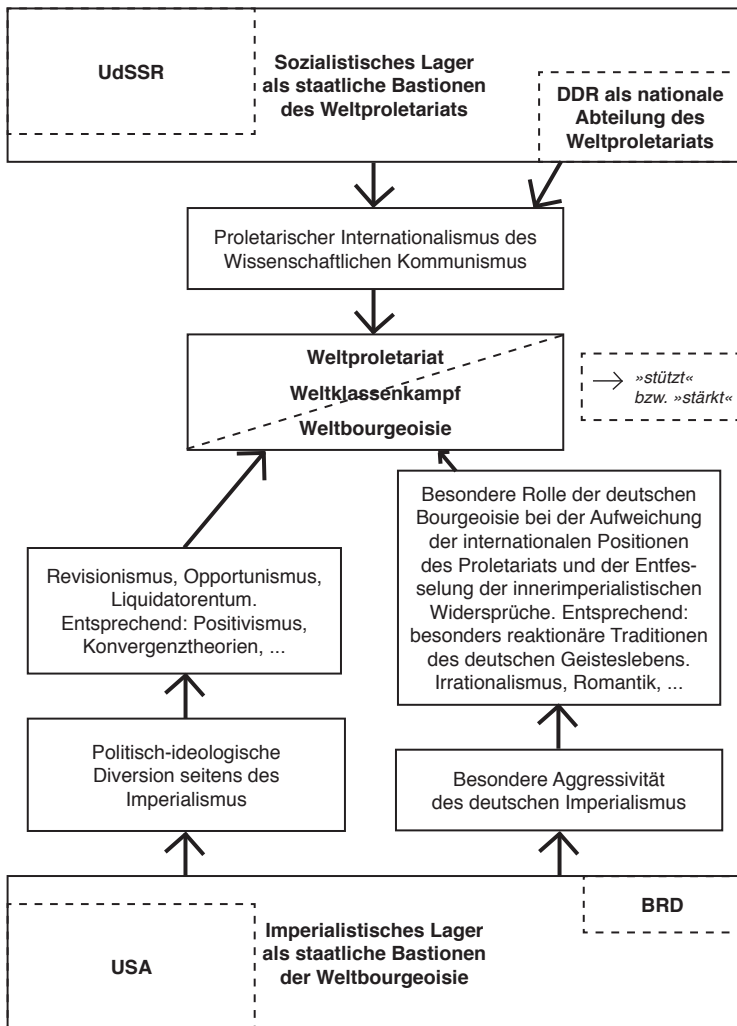 UdSSR
Sozialistisches Lager
als staatliche Bastionen
des Weltproletariats
DDR als nationale
Abteilung des
Weltproletariats
Proletarischer Internationalismus des
Wissenschaftlichen Kommunismus
Weltproletariat
Weltklassenkampf
Weltbourgeoisie
»stützt«
bzw. »stärkt«
Besondere Rolle der deutschen
Bourgeoisie bei der Aufweichung
der internationalen Positionen
des Proletariats und der Entfes-
selung der innerimperialistischen
Widersprüche. Entsprechend:
besonders reaktionäre Traditionen
des deutschen Geisteslebens.
Irrationalismus, Romantik, ...
Revisionismus, Opportunismus,
Liquidatorentum.
Entsprechend: Positivismus,
Konvergenztheorien, ...
Politisch-ideologische
Diversion seitens des
Imperialismus
Besondere Aggressivität
des deutschen Imperialismus
BRD
Imperialistisches Lager
als staatliche Bastionen
der Weltbourgeoisie
USA